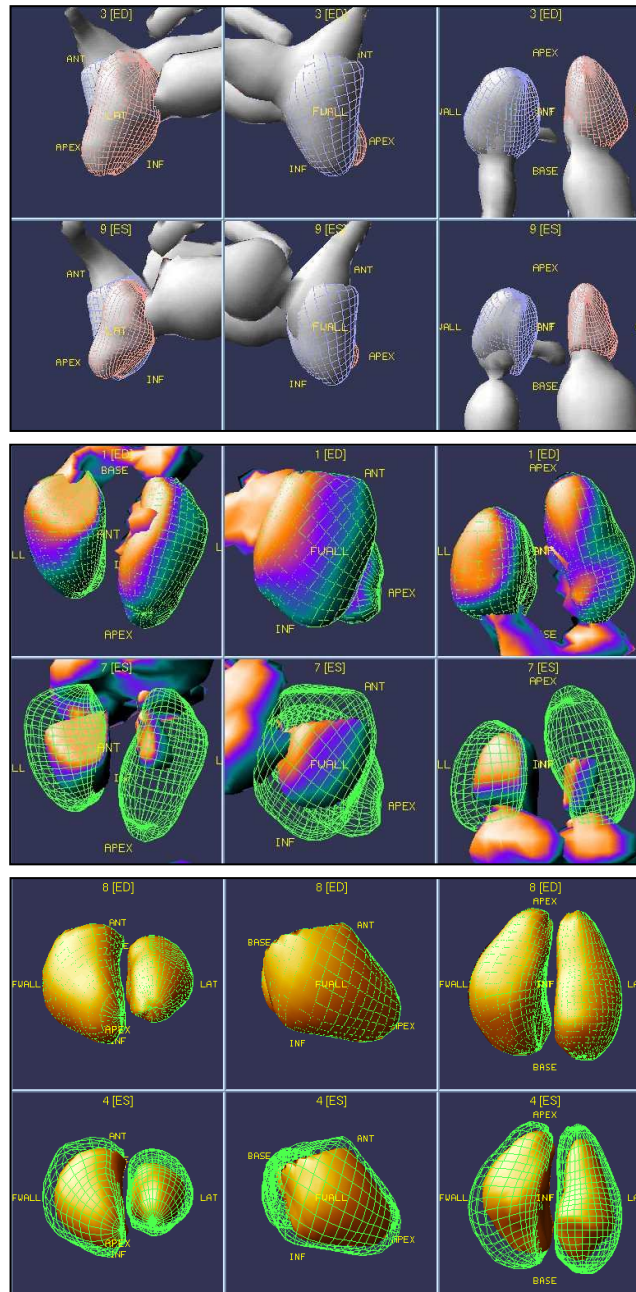 3 [ED]
ANT
ANT
APEX
LAT
FWALL
WALL
INF
APEX
INF
APEX
BASE
9 [ES]
9 [ES]
9 [ES]
ANT
ANT
APEX
LAT
FWALL
WALL
INF
APEX
APEX
INF
BASE
1 [ED]
1 [ED]
1 [ED]
BASE
ANT
APEX
ANT
LL
FWALL
APEX
INF
APEX
7 [ES]
7 [ES]
7 [ES]
ANT
APEX
ANT
LL
FWALL
LL
INF
APEX
APEX
INF
8 [ED]
8 [ED]
8 [ED]
ANT
ANT
APEX
BASE
FWALL
LAT
FWALL
FWALL
INF
APEX
INF
INF
APEX
BASE
4 [ES]
4 [ES]
4 [ES]
ANT
ANT
APEX
BASE
FWALL
LAT
FWALL
FWALL
INF
APEX
INF
INF
APEX
BASE